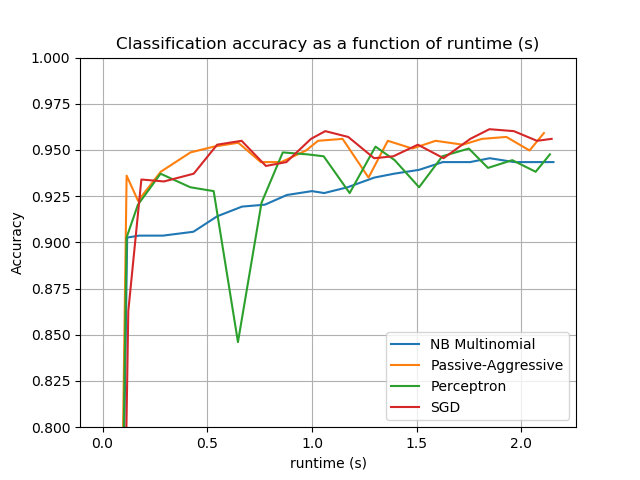 Classification accuracy as a function of runtime (s)
1.000
0.975
0.950
0.925
0.900
0.875
0.850
0.825
0.800
Accuracy
NB Multinomial
Passive-Aggressive
Perceptron
SGD
0.0 0.5 1.0 1.5 2.0
runtime (s)